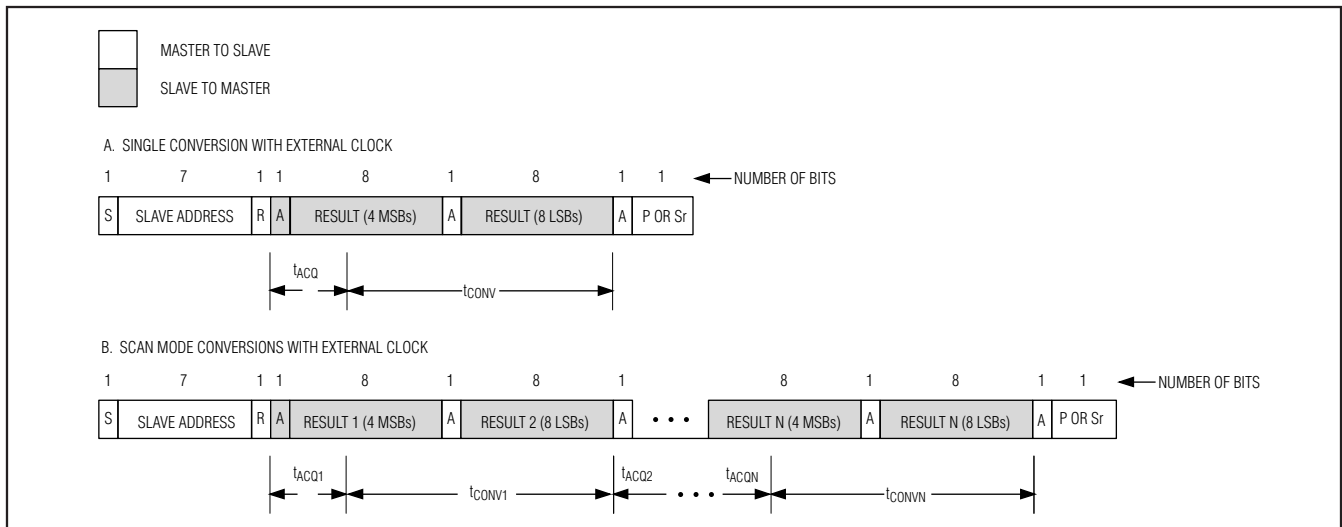 MASTER TO SLAVE
SLAVE TO MASTER
A. SINGLE CONVERSION WITH EXTERNAL CLOCK
1 7 1 1 8 1 8 1 1 NUMBER OF BITS
S SLAVE ADDRESS R A RESULT (4 MSBs) A RESULT (8 LSBs) A P OR Sr
tACQ
tCONV
B. SCAN MODE CONVERSIONS WITH EXTERNAL CLOCK
1 7 1 1 8 1 8 1 8 1 8 1 1 NUMBER OF BITS
S SLAVE ADDRESS R A RESULT 1 (4 MSBs) A RESULT 2 (8 LSBs) A • • • RESULT N (4 MSBs) A RESULT N (8 LSBs) A P OR Sr
tACQ1 tACQ2 tACQN
tCONV1 • • • tCONVN